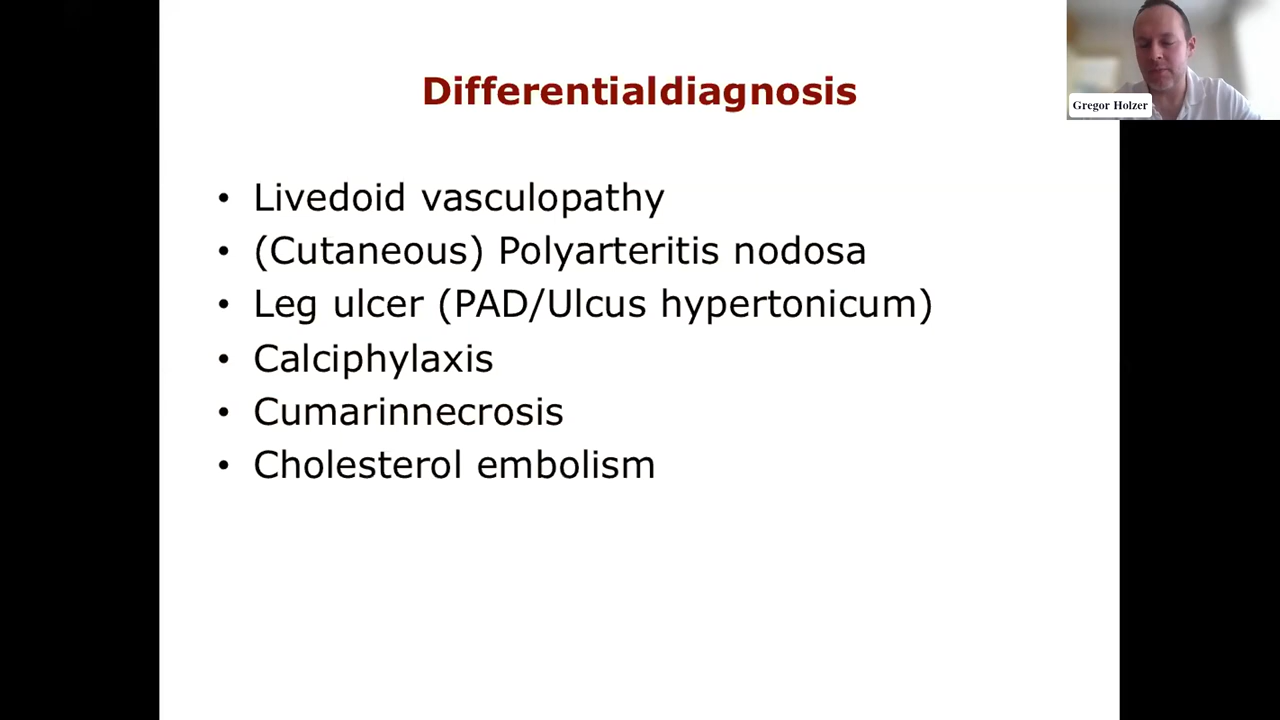 Differentialdiagnosis
Gregor Holzer
• Livedoid vasculopathy
• (Cutaneous) Polyarteritis nodosa
• Leg ulcer (PAD/Ulcus hypertonicum)
• Calciphylaxis
• Cumarinnecrosis
• Cholesterol embolism